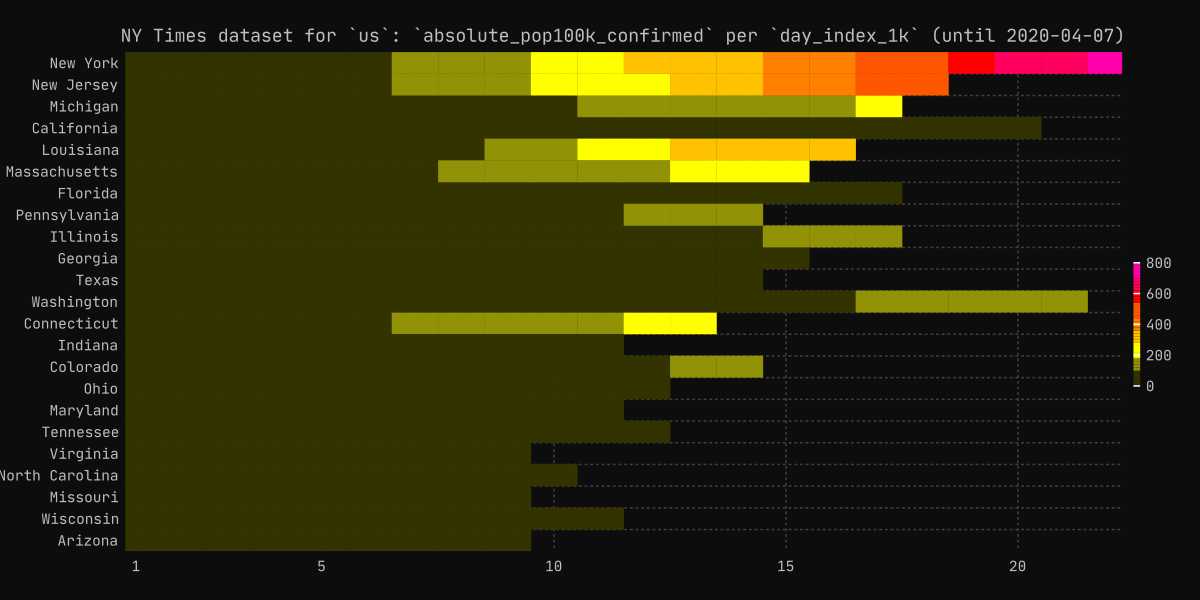 NY Times dataset for `us`: `absolute_pop100k_confirmed` per `day_index_1k` (until 2020-04-07)
New York
New Jersey
Michigan
California
Louisiana
Massachusetts
Florida
Pennsylvania
Illinois
Georgia
Texas
Washington
Connecticut
Indiana
Colorado
Ohio
Maryland
Tennessee
Virginia
North Carolina
Missouri
Wisconsin
Arizona
1 5 10 15 20
800
600
400
200
0